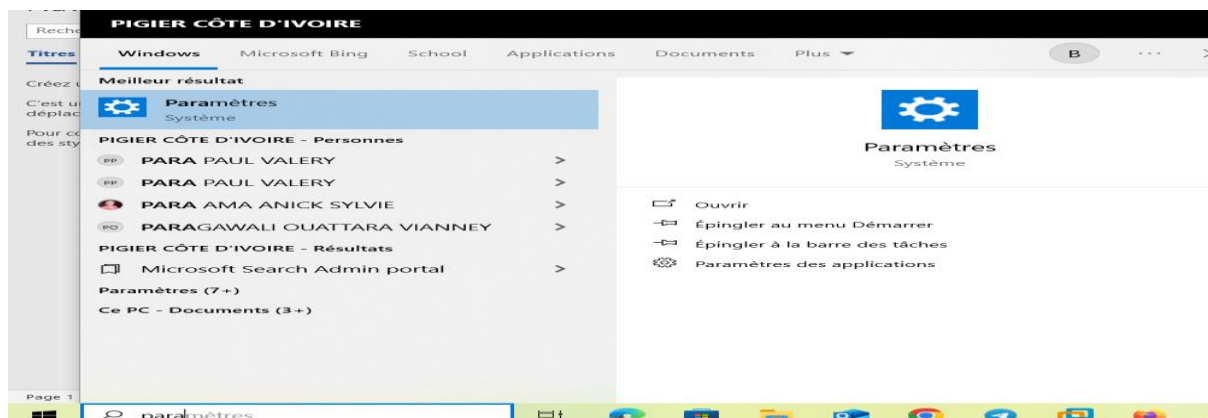 PIGIER CÔTE D'IVOIRE
Reche
Titres
Windows Microsoft Bing School Applications Documents Plus B ...
Créez u
C'est u
déplac
Pour co
des sty
Meilleur résultat
Paramètres
Système
PIGIER CÔTE D'IVOIRE - Personnes
PP PARA PAUL VALERY >
PP PARA PAUL VALERY >
PARA AMA ANICK SYLVIE >
PO PARAGAWALI OUATTARA VIANNEY >
PIGIER CÔTE D'IVOIRE - Résultats
Microsoft Search Admin portal >
Paramètres (7+)
Ce PC - Documents (3+)
Paramètres
Système
Ouvrir
Épingler au menu Démarrer
Épingler à la barre des tâches
Paramètres des applications
Page 1
paramètres